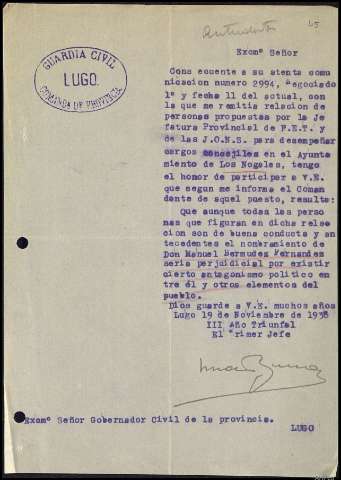 Antecedentes
GUARDIA CIVIL
LUGO.
COMAND.ª DE PROVINCIA
Excmº Señor
Cons ecuente a su atenta comu
nicacion numero 2994, Negociado
1º y fecha 11 del actual, con
la que me remitia relacion de
personas propuestas por la Je
fatura Provincial de F.E.T. y
de las J.O.N.S. para desempeñar
cargos concejiles en el Ayunta
miento de Los Nogales, tengo
el honor de participar a V.E.
que segun me informa el Coman
dante de aquel puesto, resulta:
Que aunque todas las perso
nas que figuran en dicha rela
cion son de buena conducta y an
tecedentes el nombramiento de
Don Manuel Bermudez Fernandez
seria perjudicial por existir
cierto antagonismo politico en
tre él y otros elementos del
pueblo.
Dios guarde a V.E. muchos años
Lugo 19 de Noviembre de 1938
III Año Triunfal
El Primer Jefe
Excmº Señor Gobernador Civil de la provincia.
LUGO